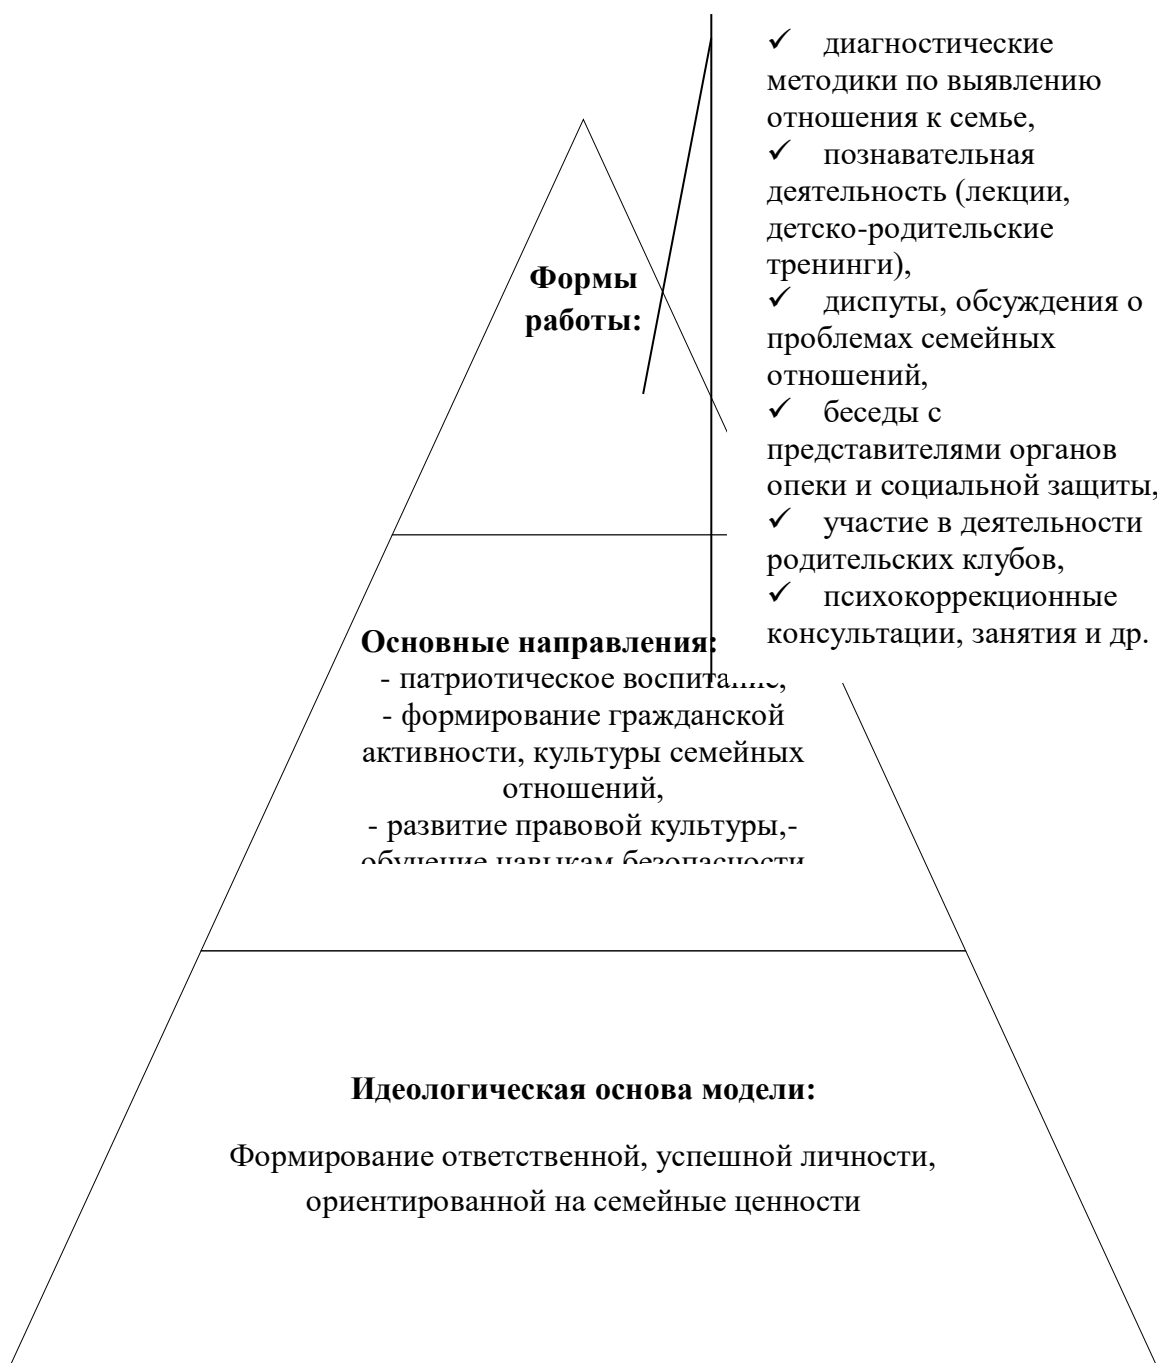 ✓ диагностические
методики по выявлению
отношения к семье,
✓ познавательная
деятельность (лекции,
детско-родительские
тренинги),
✓ диспуты, обсуждения о
проблемах семейных
отношений,
✓ беседы с
представителями органов
опеки и социальной защиты,
✓ участие в деятельности
родительских клубов,
✓ психокоррекционные
консультации, занятия и др.
Формы
работы:
Основные направления:
- патриотическое воспитание,
- формирование гражданской
активности, культуры семейных
отношений,
- развитие правовой культуры,-
обучение навыкам безопасности
Идеологическая основа модели:
Формирование ответственной, успешной личности,
ориентированной на семейные ценности